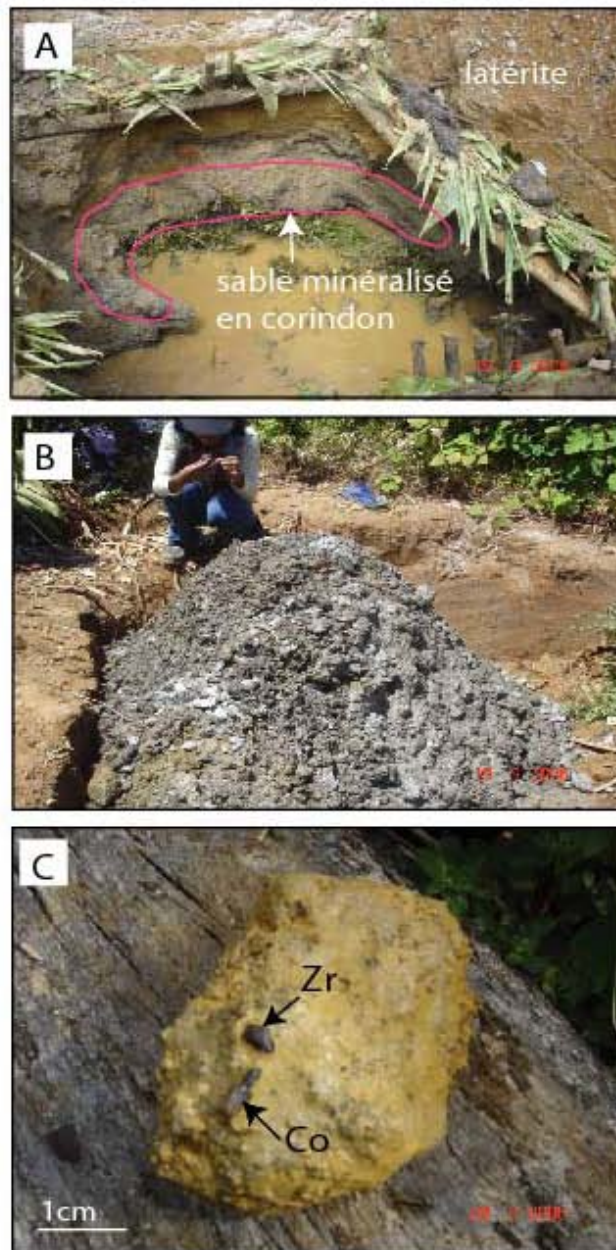 A
latérite
sable minéralisé
en corindon
B
C
Zr
Co
1cm